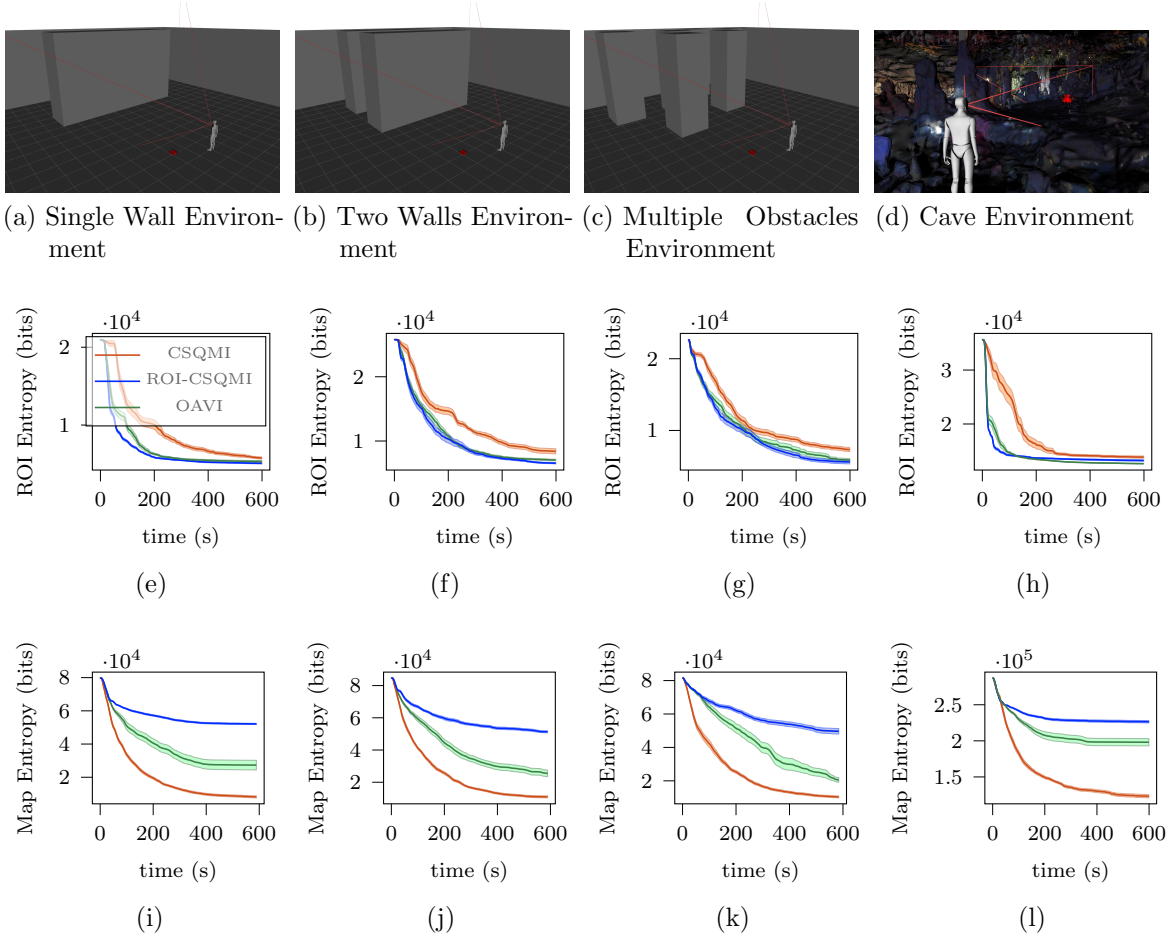 (a) Single Wall Environ-
ment
(b) Two Walls Environ-
ment
(c) Multiple Obstacles
Environment
(d) Cave Environment
ROI Entropy (bits)
·10^4
2
1
CSQMI
ROI-CSQMI
OAVI
0 200 400 600
time (s)
(e)
ROI Entropy (bits)
·10^4
2
1
0 200 400 600
time (s)
(f)
ROI Entropy (bits)
·10^4
2
1
0 200 400 600
time (s)
(g)
ROI Entropy (bits)
·10^4
3
2
0 200 400 600
time (s)
(h)
Map Entropy (bits)
·10^4
8
6
4
2
0 200 400 600
time (s)
(i)
Map Entropy (bits)
·10^4
8
6
4
2
0 200 400 600
time (s)
(j)
Map Entropy (bits)
·10^4
8
6
4
2
0 200 400 600
time (s)
(k)
Map Entropy (bits)
·10^5
2.5
2
1.5
0 200 400 600
time (s)
(l)